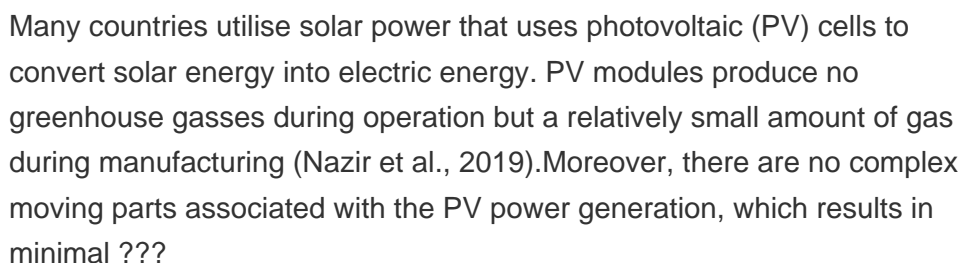 Many countries utilise solar power that uses photovoltaic (PV) cells to
convert solar energy into electric energy. PV modules produce no
greenhouse gasses during operation but a relatively small amount of gas
during manufacturing (Nazir et al., 2019).Moreover, there are no complex
moving parts associated with the PV power generation, which results in
minimal ???